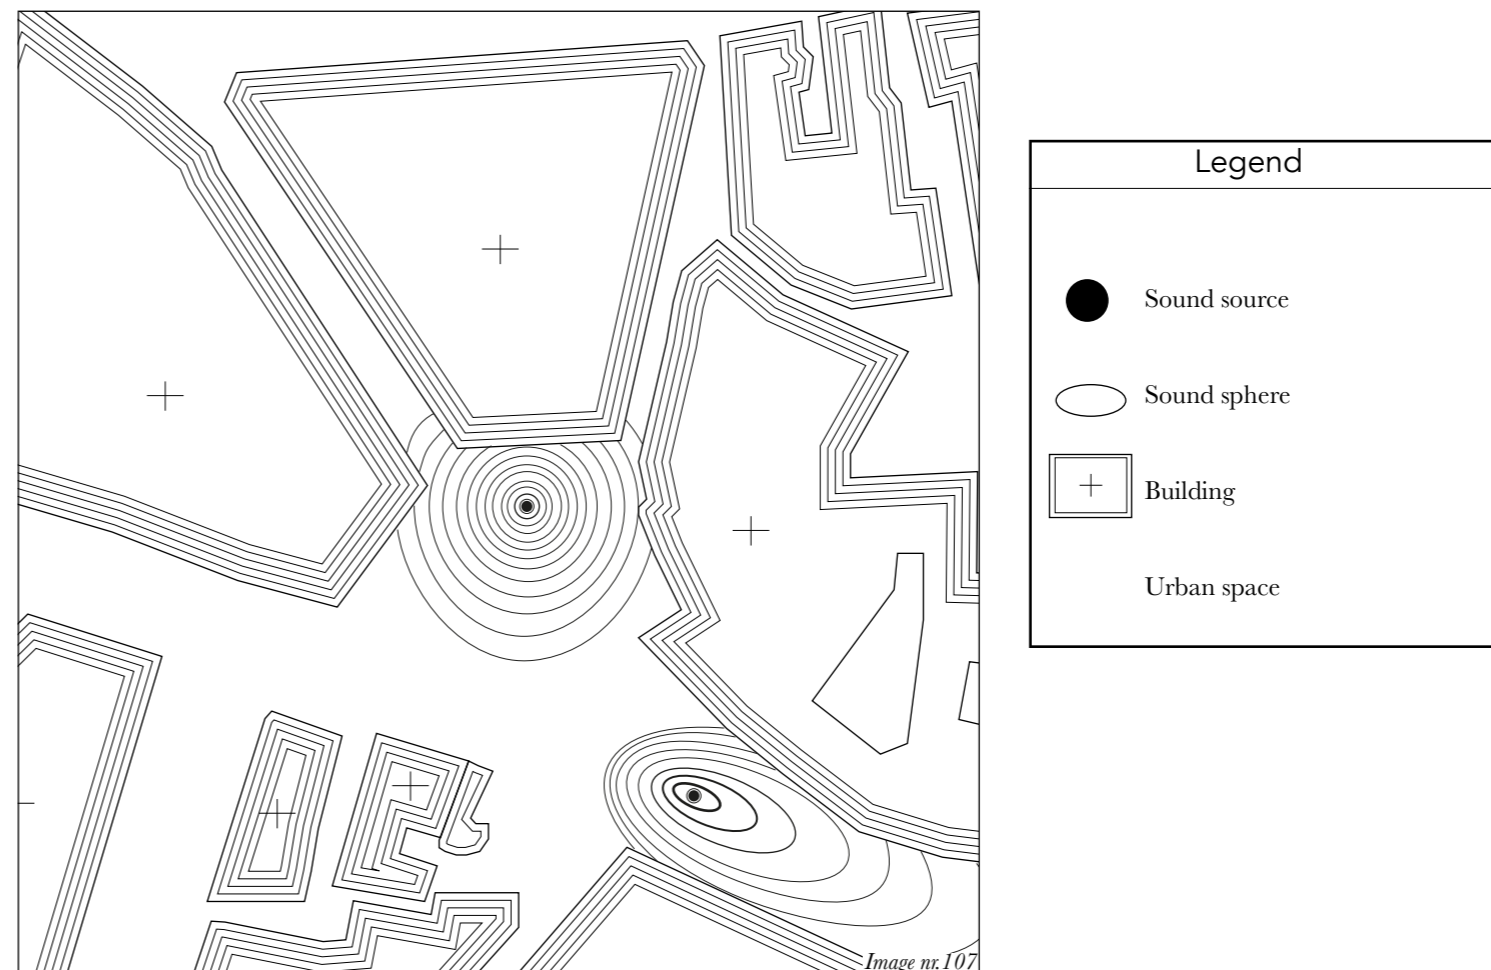 Legend
Sound source
Sound sphere
Building
Urban space
Image nr.107